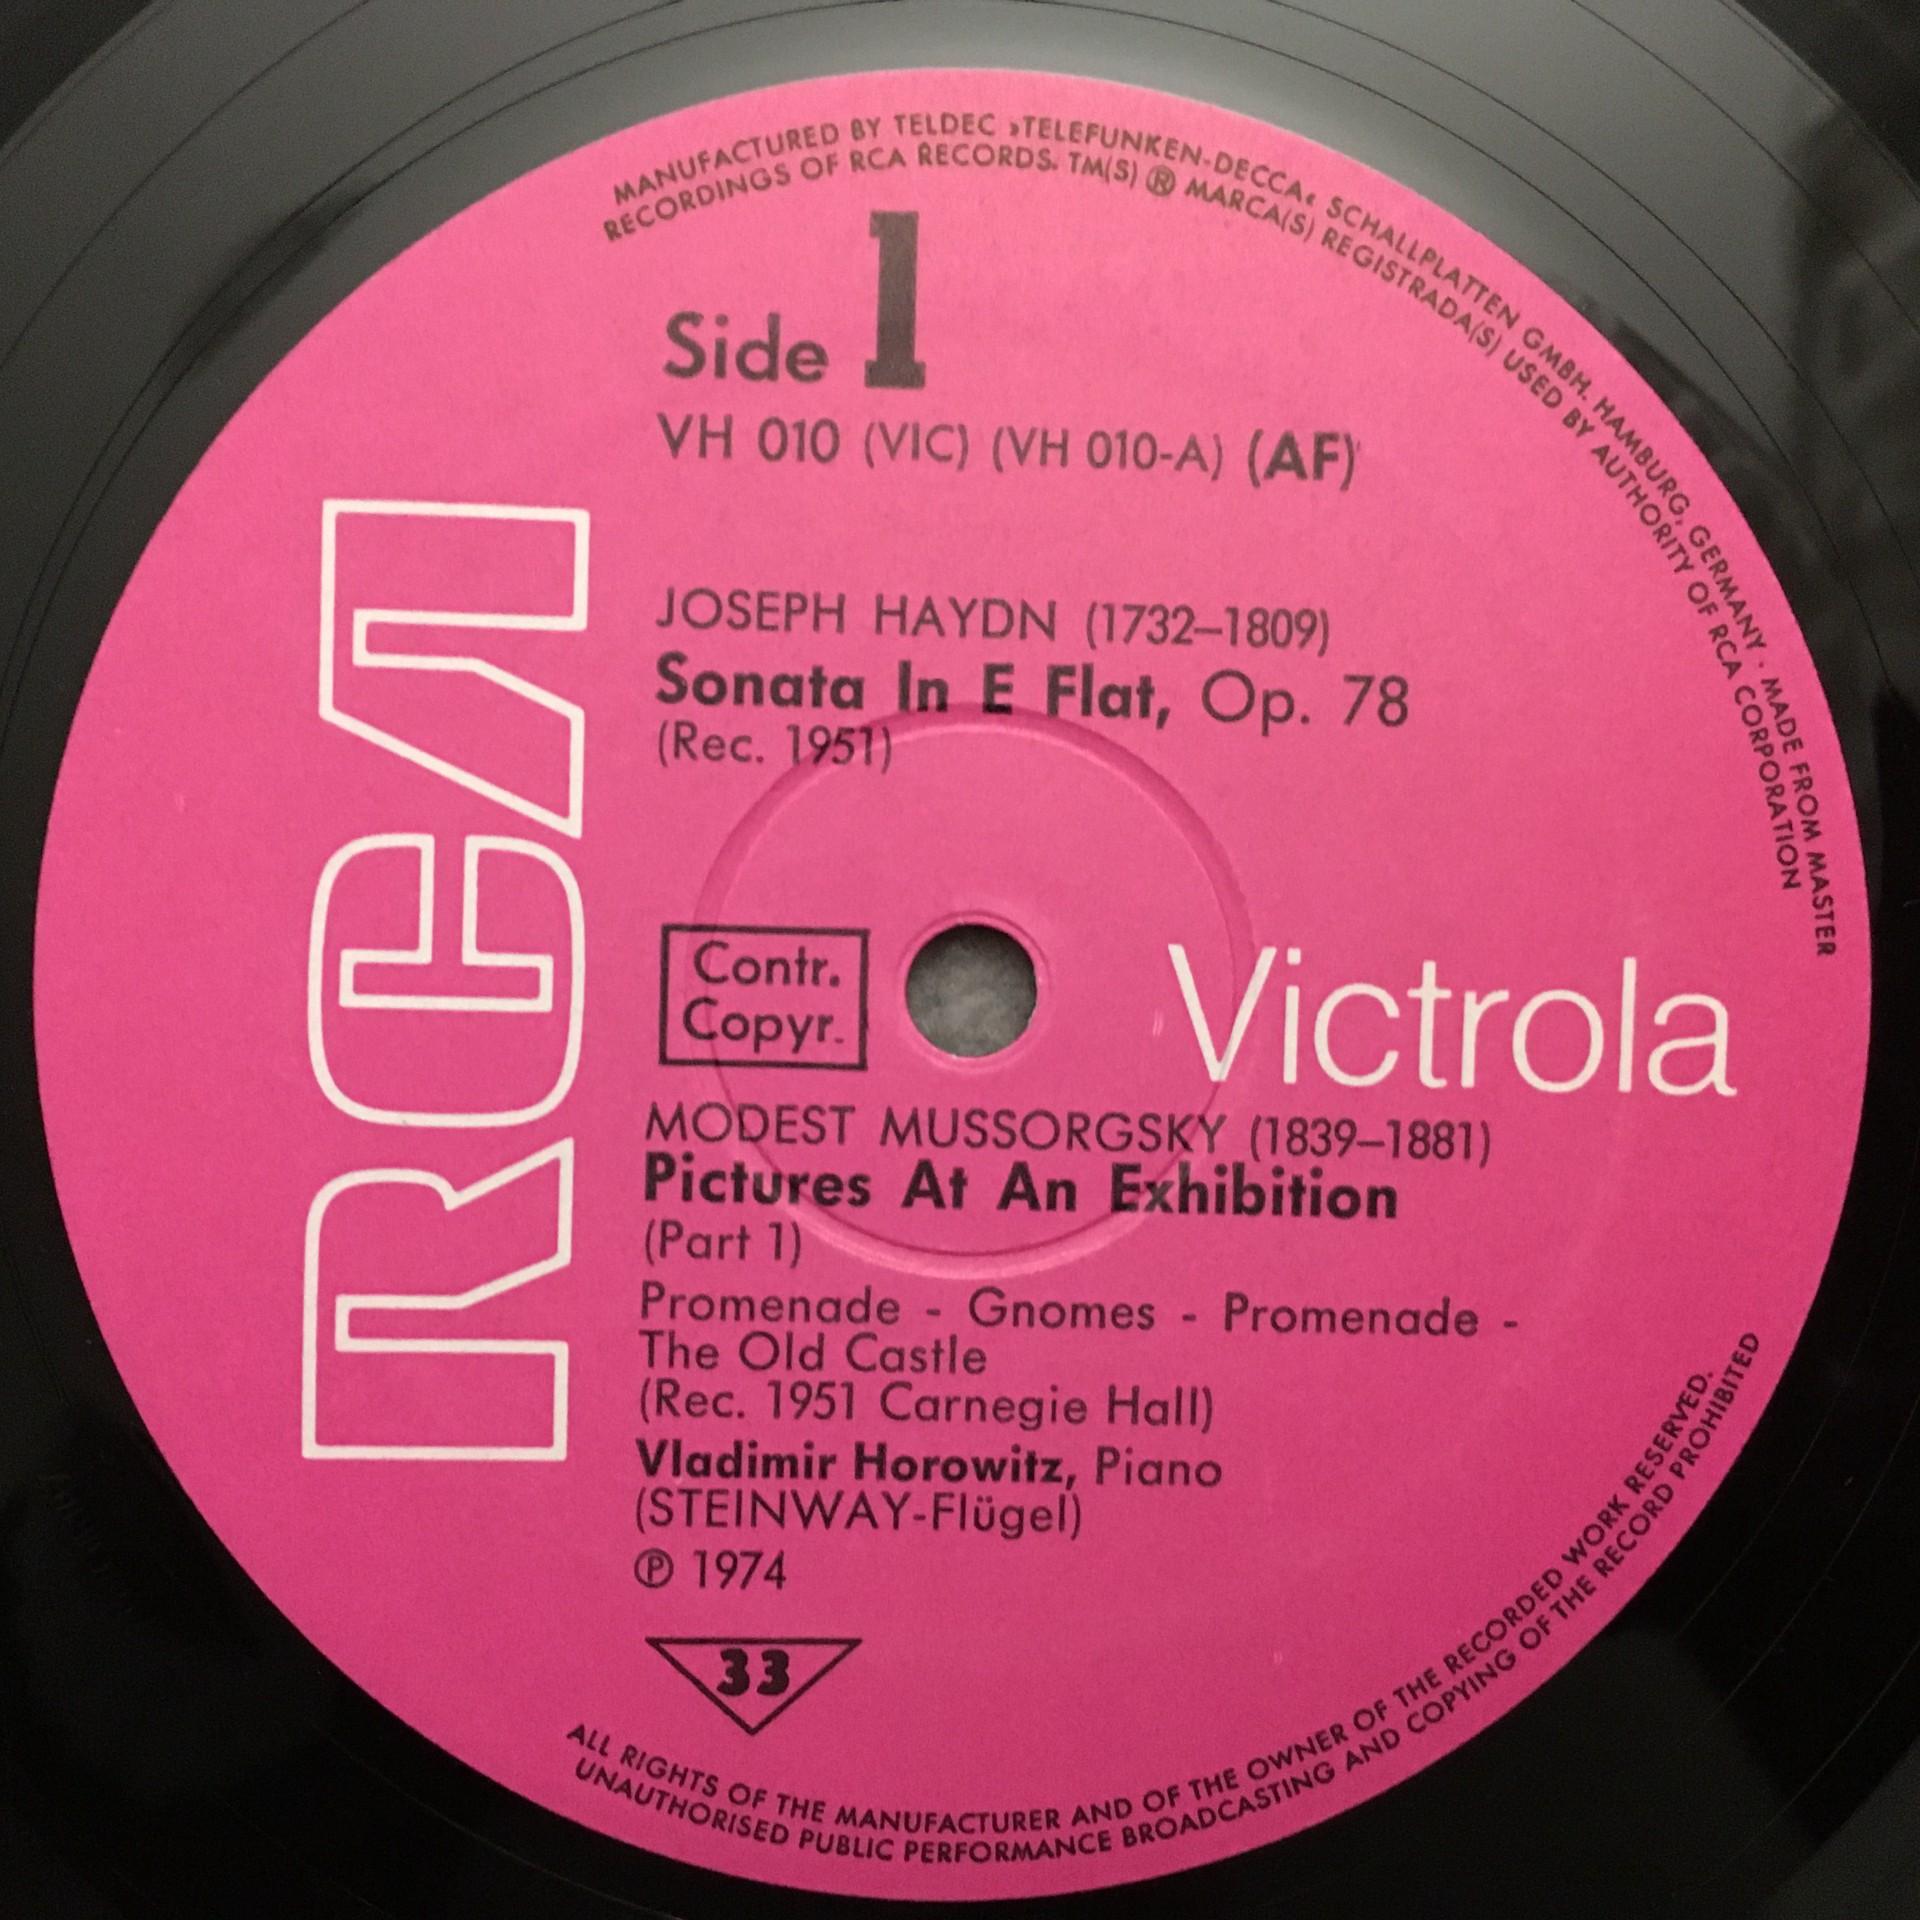 MANUFACTURED BY TELDEC »TELEFUNKEN-DECCA« SCHALLPLATTEN GMBH. HAMBURG, GERMANY · MADE FROM MASTER
RECORDINGS OF RCA RECORDS. TM(S) ® MARCA(S) REGISTRADA(S) USED BY AUTHORITY OF RCA CORPORATION
Side 1
VH 010 (VIC) (VH 010-A) (AF)
RCA
JOSEPH HAYDN (1732–1809)
Sonata In E Flat, Op. 78
(Rec. 1951)
Contr.
Copyr.
Victrola
MODEST MUSSORGSKY (1839–1881)
Pictures At An Exhibition
(Part 1)
Promenade - Gnomes - Promenade -
The Old Castle
(Rec. 1951 Carnegie Hall)
Vladimir Horowitz, Piano
(STEINWAY-Flügel)
℗ 1974
33
ALL RIGHTS OF THE MANUFACTURER AND OF THE OWNER OF THE RECORDED WORK RESERVED.
UNAUTHORISED PUBLIC PERFORMANCE BROADCASTING AND COPYING OF THE RECORD PROHIBITED